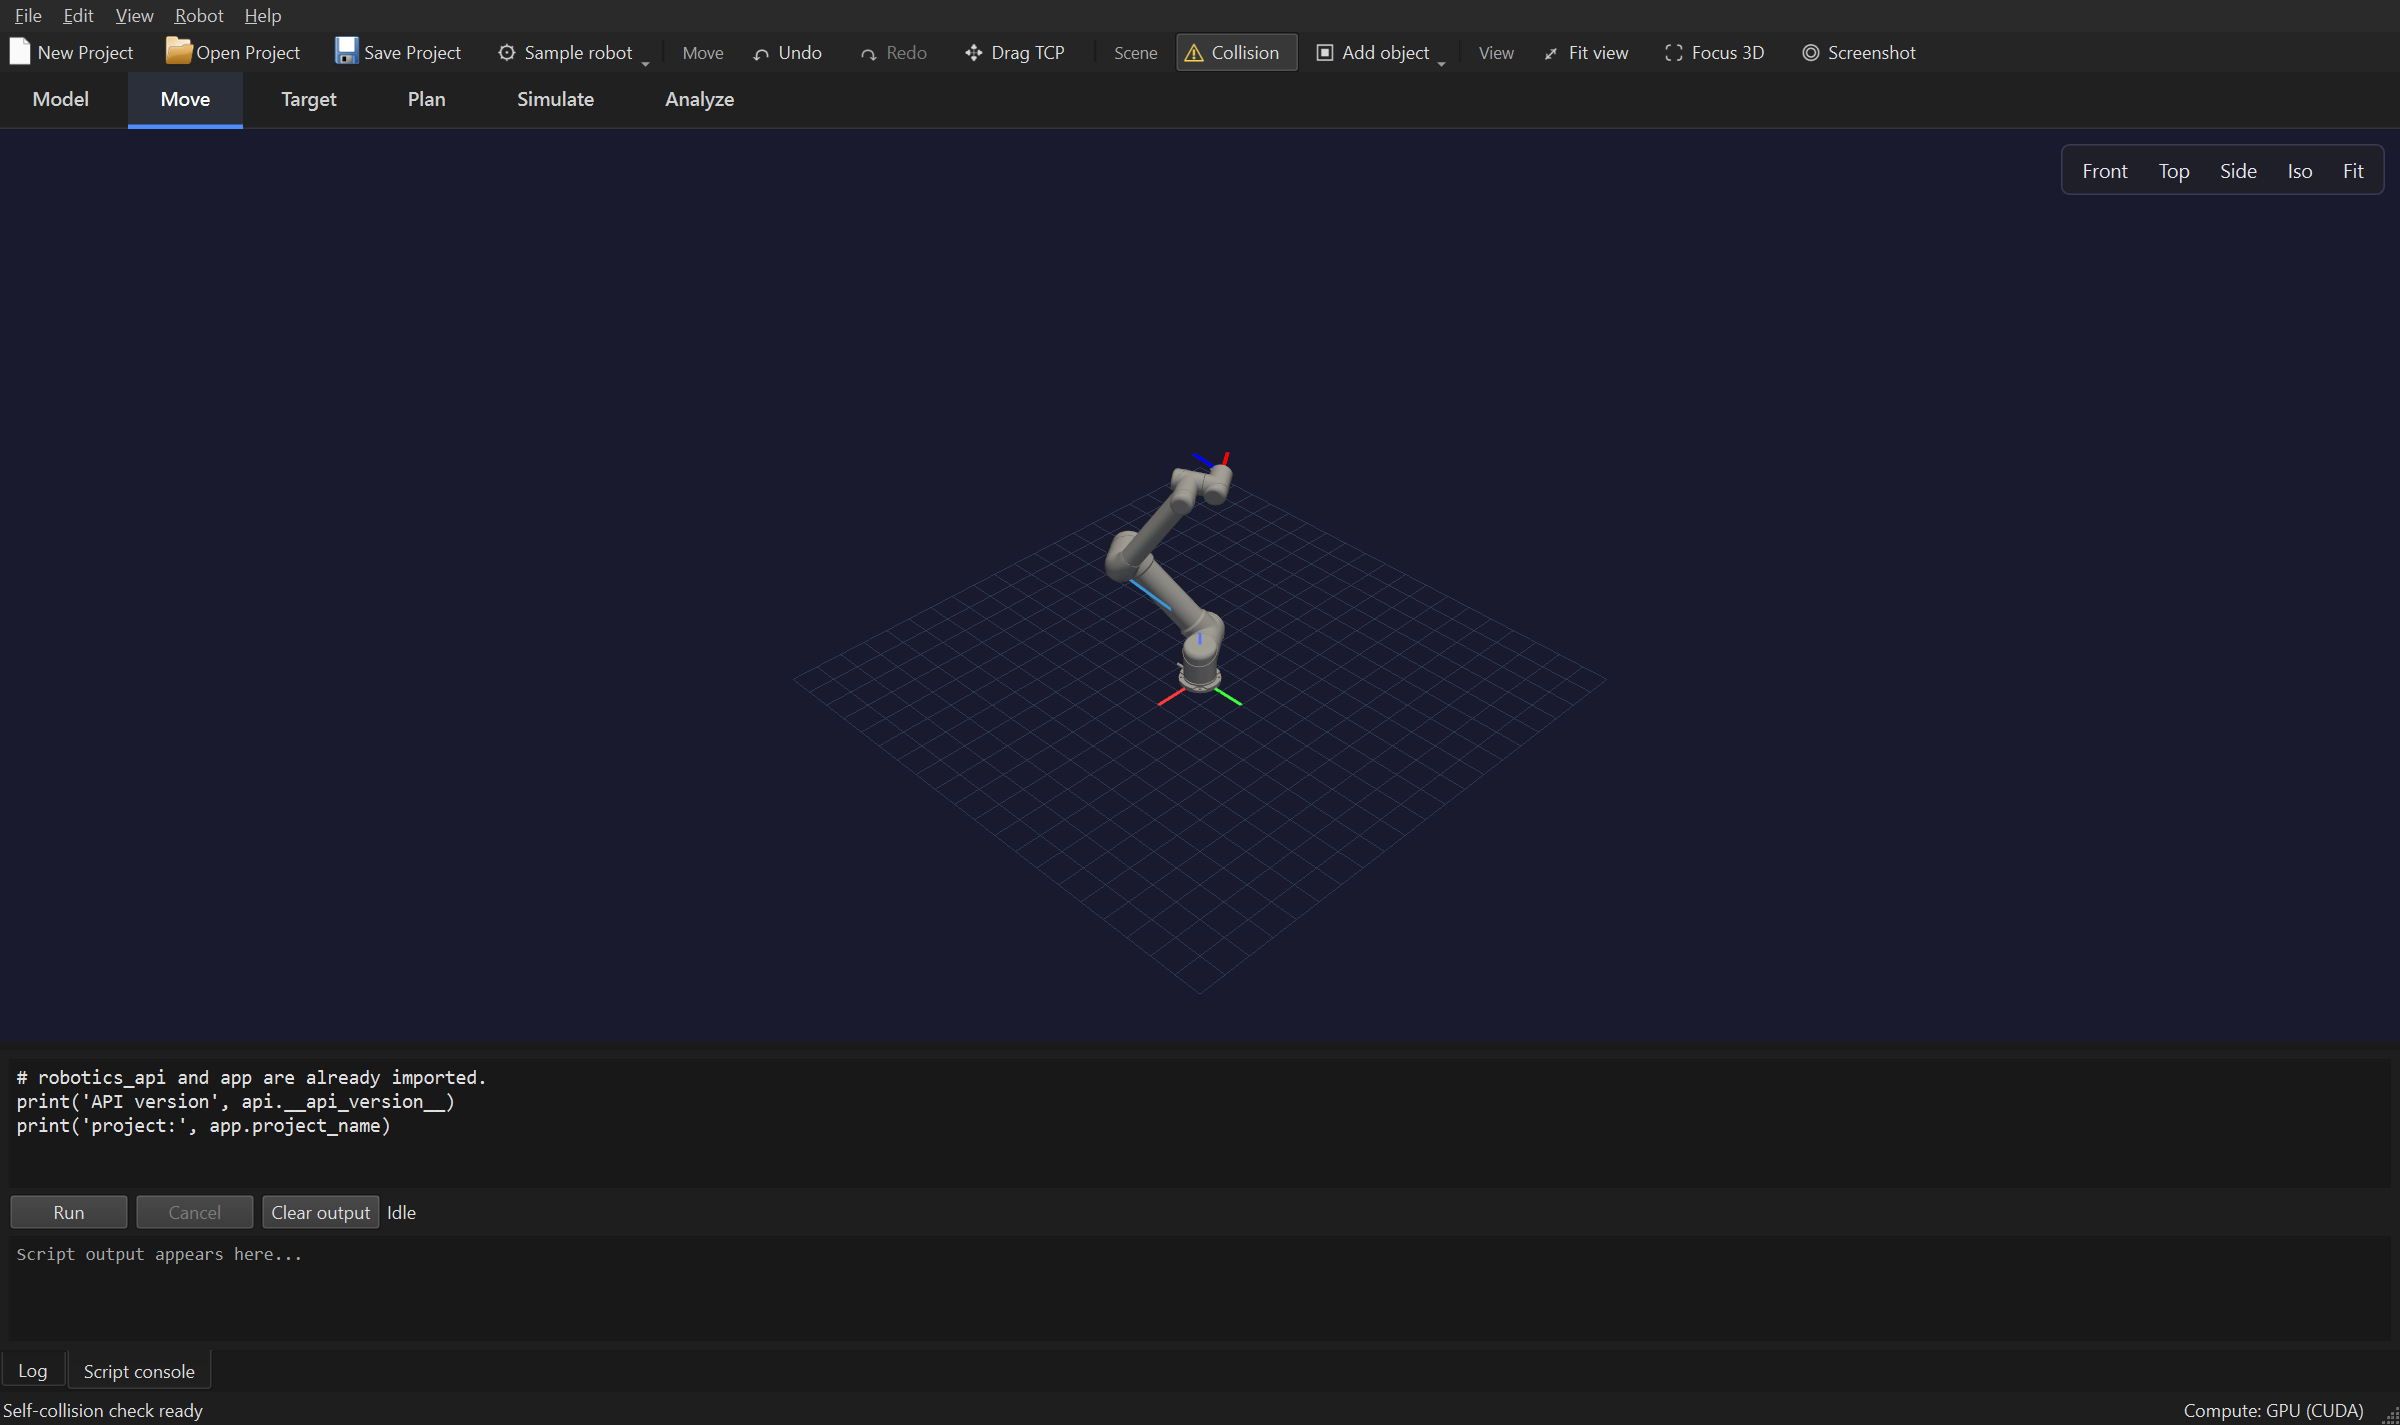 File Edit View Robot Help
New Project Open Project Save Project Sample robot Move Undo Redo Drag TCP Scene Collision Add object View Fit view Focus 3D Screenshot
Model Move Target Plan Simulate Analyze
Front Top Side Iso Fit
# robotics_api and app are already imported.
print('API version', api.__api_version__)
print('project:', app.project_name)
Run Cancel Clear output Idle
Script output appears here...
Log Script console
Self-collision check ready Compute: GPU (CUDA)